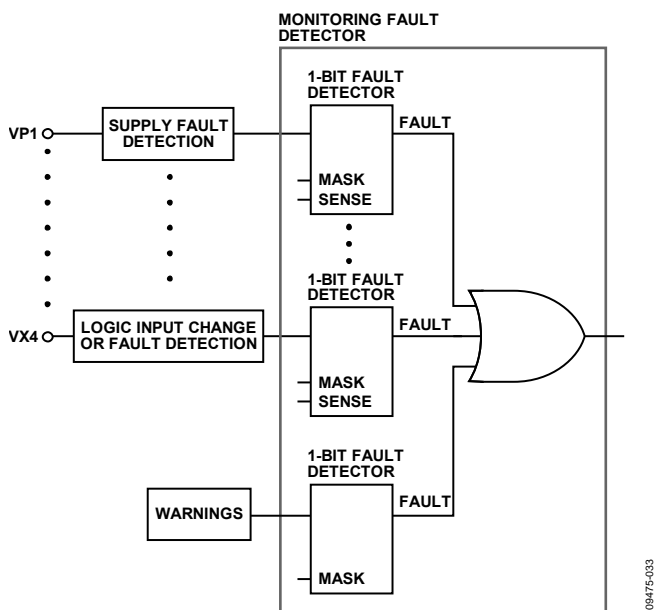 MONITORING FAULT
DETECTOR
1-BIT FAULT
DETECTOR
VP1
SUPPLY FAULT
DETECTION
FAULT
MASK
SENSE
1-BIT FAULT
DETECTOR
VX4
LOGIC INPUT CHANGE
OR FAULT DETECTION
FAULT
MASK
SENSE
1-BIT FAULT
DETECTOR
WARNINGS
FAULT
MASK
09475-033